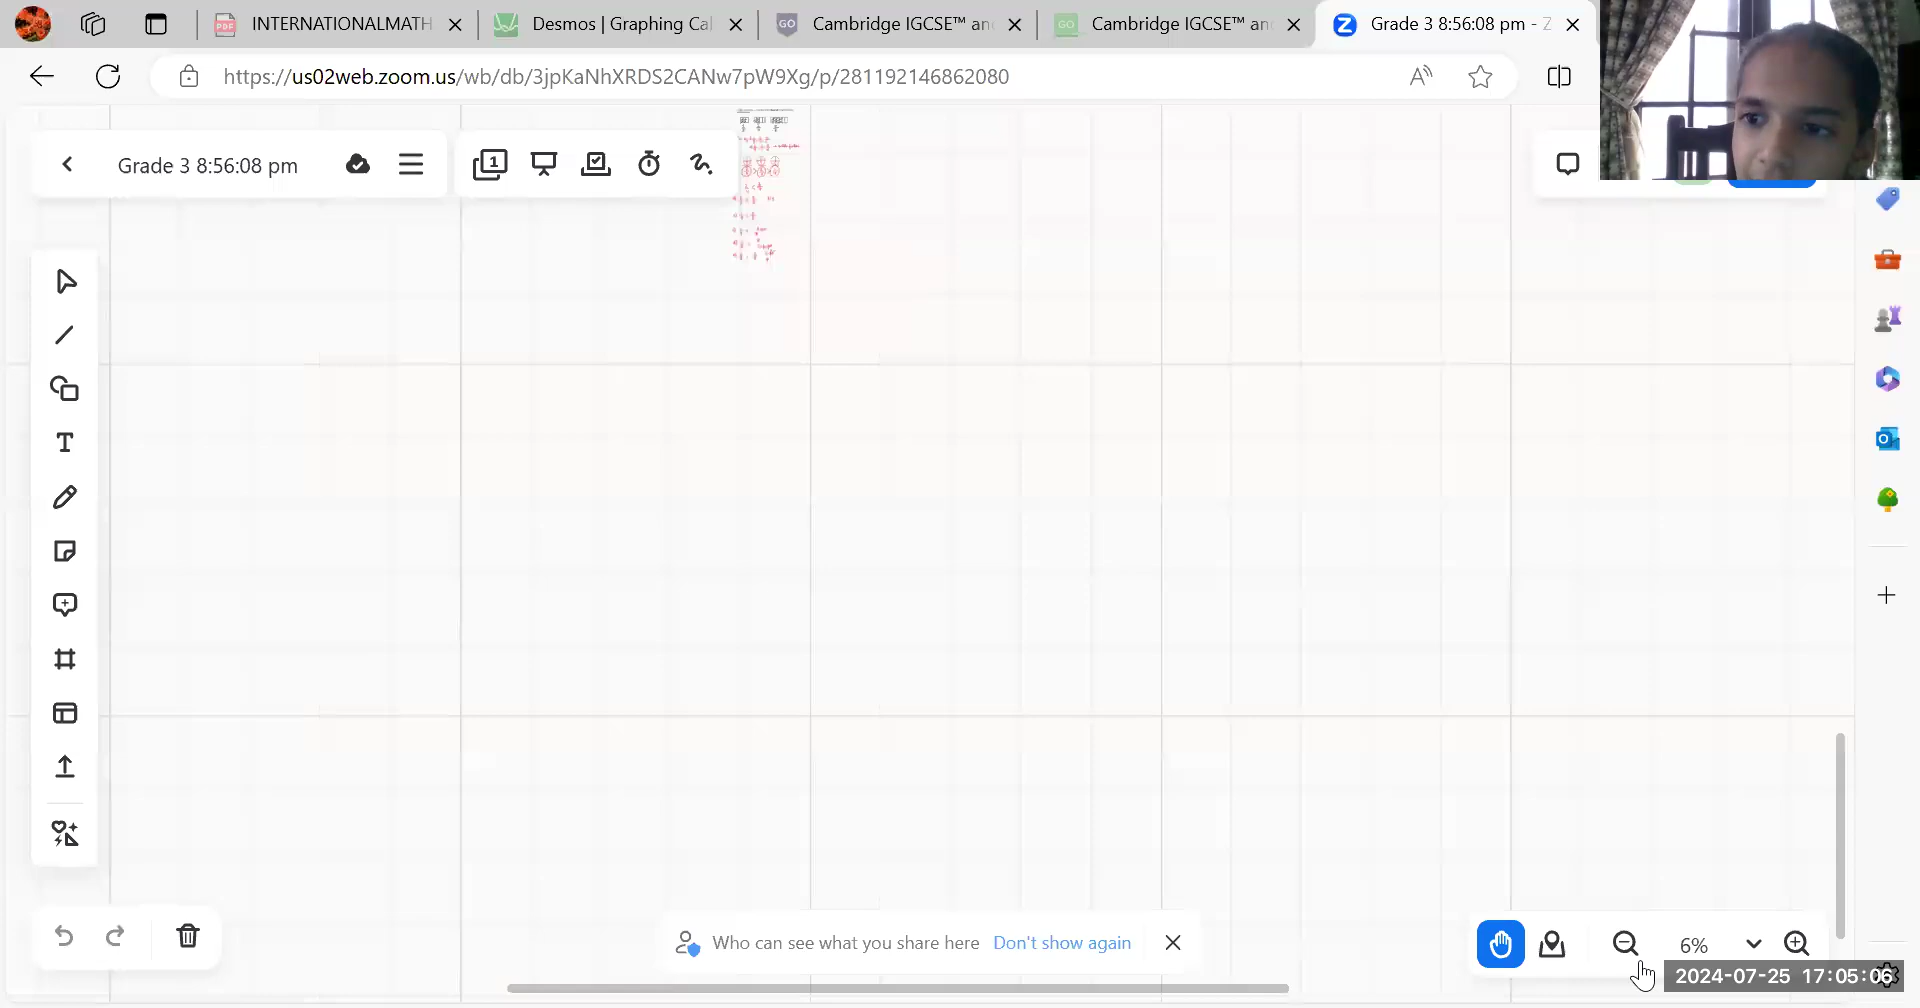 INTERNATIONALMATH
Desmos | Graphing Cal
Cambridge IGCSE™ an
Cambridge IGCSE™ an
Grade 3 8:56:08 pm - Z
https://us02web.zoom.us/wb/db/3jpKaNhXRDS2CANw7pW9Xg/p/281192146862080
Grade 3 8:56:08 pm
Who can see what you share here Don't show again
6%
2024-07-25 17:05:06